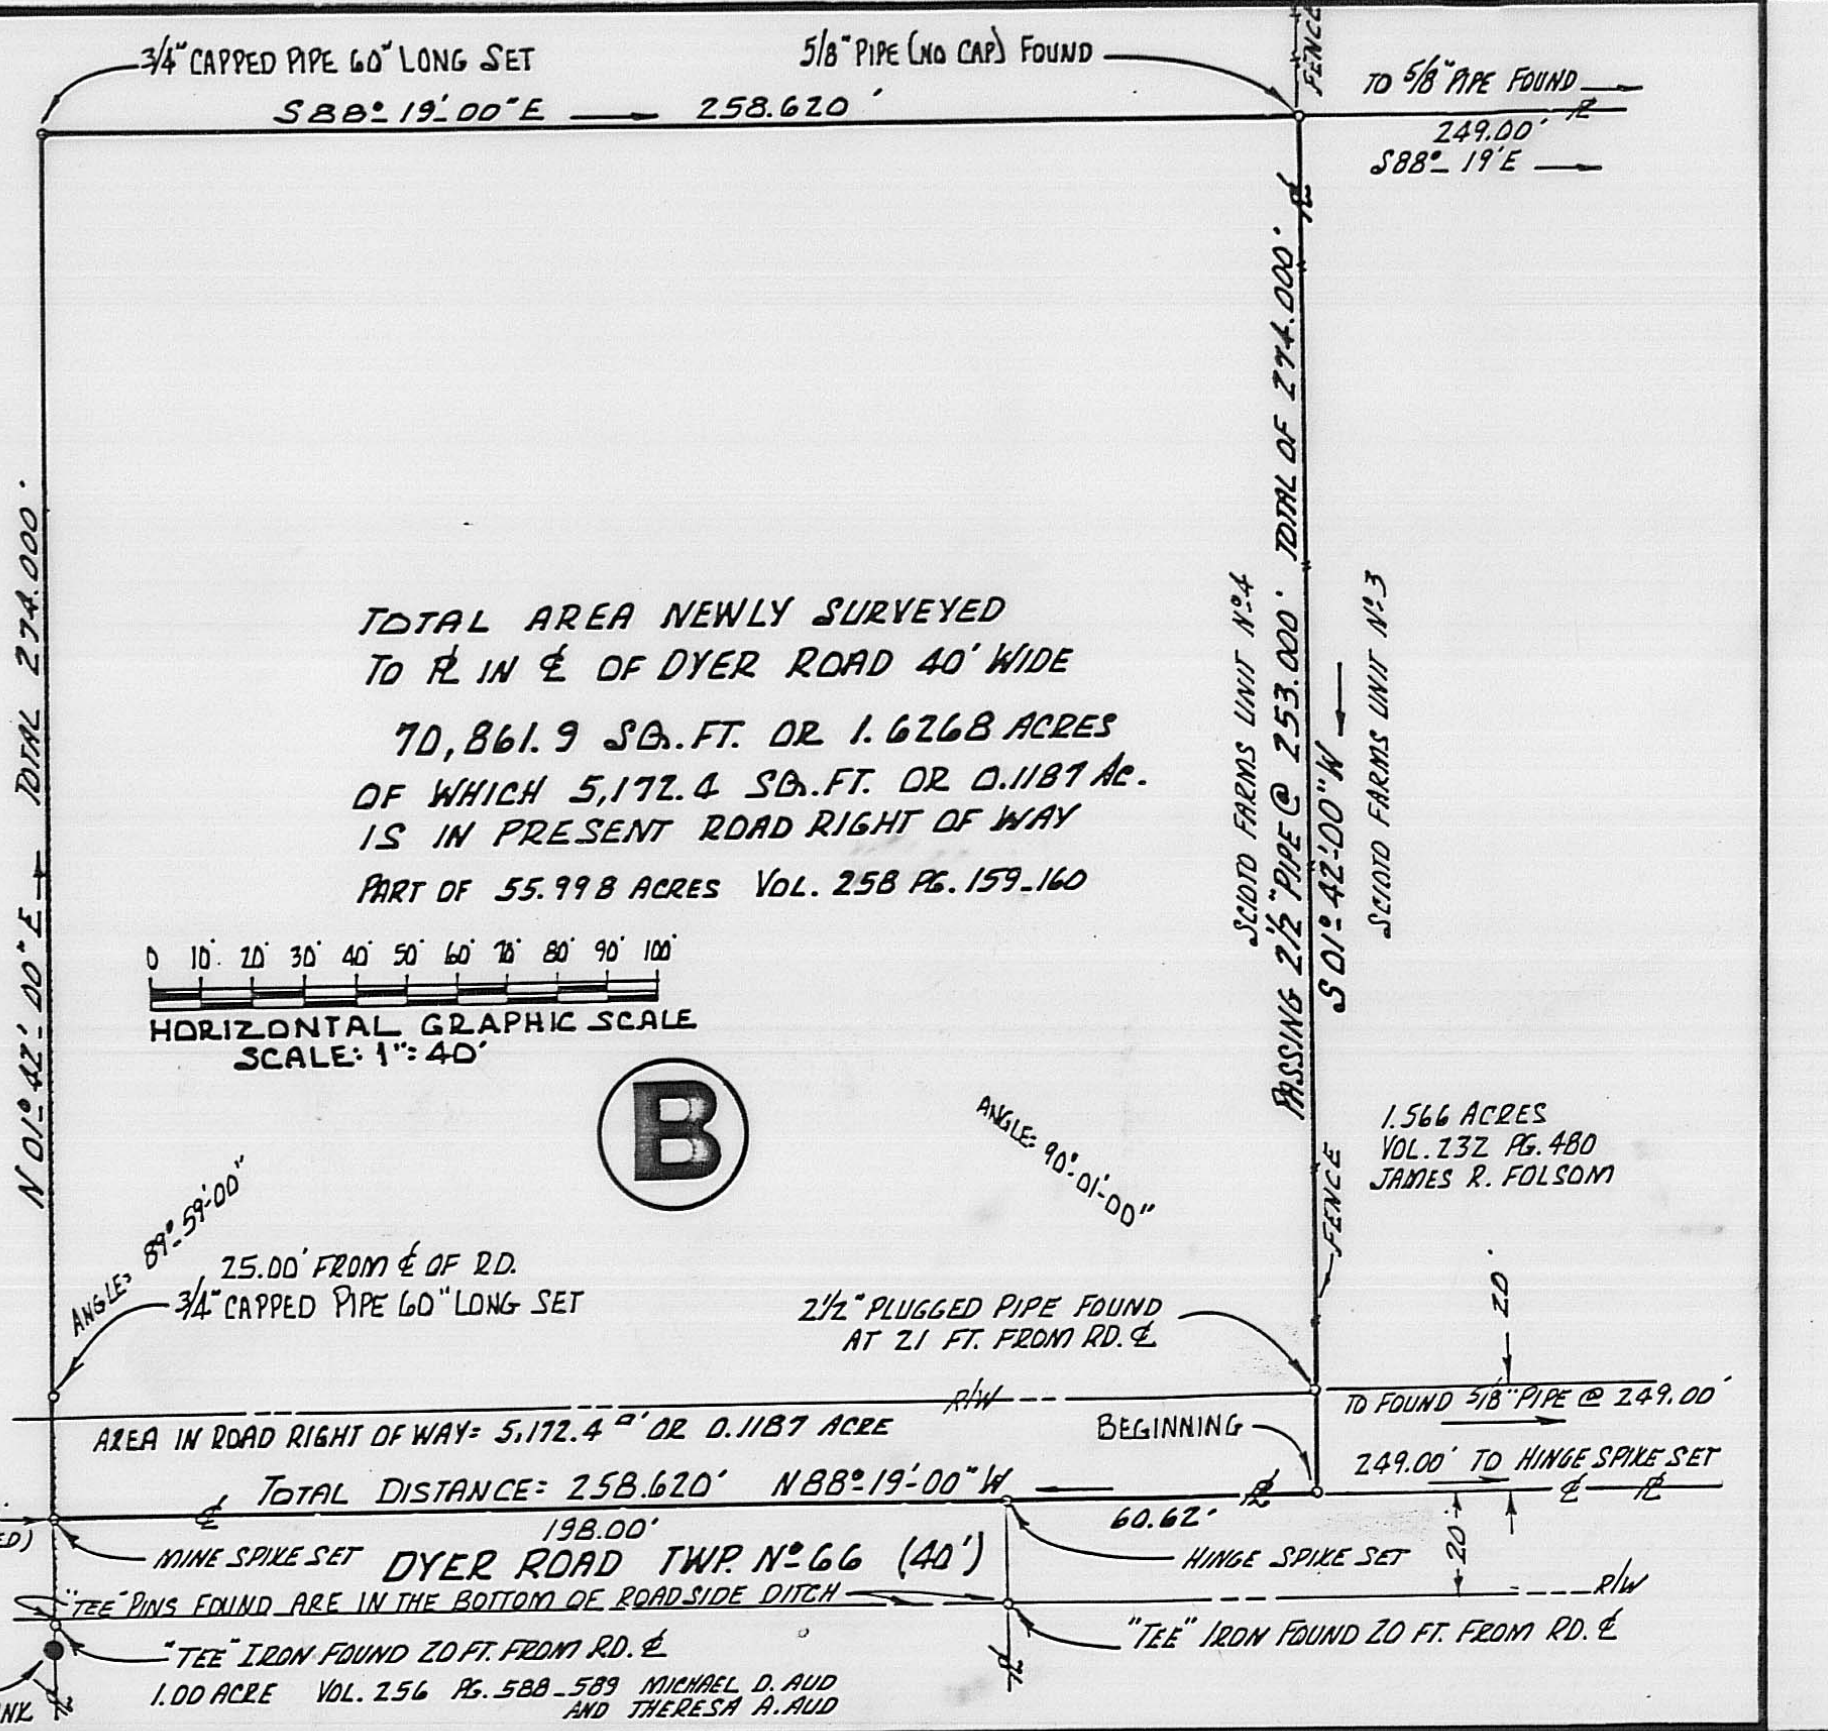 3/4" CAPPED PIPE 60" LONG SET
5/8" PIPE (NO CAP) FOUND
FENCE
TO 5/8" PIPE FOUND
S88°-19'-00"E 258.620'
℄
249.00'
S88°-19'E
N 01°-42'-00" E TOTAL 274.000'
PASSING 2 1/2" PIPE @ 253.000' TOTAL OF 274.000' ℄
S 01°-42'-00" W
SCIOTO FARMS UNIT Nº4
SCIOTO FARMS UNIT Nº3
TOTAL AREA NEWLY SURVEYED
TO ⅊ IN ℄ OF DYER ROAD 40' WIDE
70,861.9 SQ.FT. OR 1.6268 ACRES
OF WHICH 5,172.4 SQ.FT. OR 0.1187 AC.
IS IN PRESENT ROAD RIGHT OF WAY
PART OF 55.998 ACRES VOL. 258 PG. 159-160
0 10' 20' 30' 40' 50' 60' 70' 80' 90' 100'
HORIZONTAL GRAPHIC SCALE
SCALE: 1": 40'
B
ANGLE= 89°-59'-00"
ANGLE= 90°-01'-00"
FENCE
1.566 ACRES
VOL. 232 PG. 480
JAMES R. FOLSOM
25.00' FROM ℄ OF RD.
3/4" CAPPED PIPE 60" LONG SET
2 1/2" PLUGGED PIPE FOUND
AT 21 FT. FROM RD. ℄
20'
R/W
TO FOUND 5/8" PIPE @ 249.00'
AREA IN ROAD RIGHT OF WAY= 5,172.4 □' OR 0.1187 ACRE
BEGINNING
249.00' TO HINGE SPIKE SET
TOTAL DISTANCE= 258.620' N88°-19'-00"W
℄ ⅊ ℄ ⅊
198.00'
60.62'
MINE SPIKE SET
DYER ROAD TWP. Nº 66 (40')
HINGE SPIKE SET
20'
"TEE" PINS FOUND ARE IN THE BOTTOM OF ROADSIDE DITCH
R/W
"TEE" IRON FOUND 20 FT. FROM RD. ℄
"TEE" IRON FOUND 20 FT. FROM RD. ℄
1.00 ACRE VOL. 256 PG. 588-589 MICHAEL D. AUD
AND THERESA A. AUD
⅊
⅊